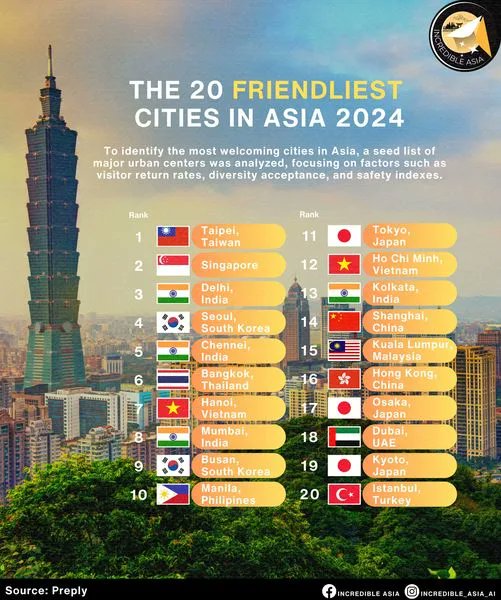 INCREDIBLE ASIA
THE 20 FRIENDLIEST
CITIES IN ASIA 2024
To identify the most welcoming cities in Asia, a seed list of
major urban centers was analyzed, focusing on factors such as
visitor return rates, diversity acceptance, and safety indexes.
Rank
1 Taipei,
Taiwan
2 Singapore
3 Delhi,
India
4 Seoul,
South Korea
5 Chennei,
India
6 Bangkok,
Thailand
7 Hanoi,
Vietnam
8 Mumbai,
India
9 Busan,
South Korea
10 Manila,
Philipines
Rank
11 Tokyo,
Japan
12 Ho Chi Minh,
Vietnam
13 Kolkata,
India
14 Shanghai,
China
15 Kuala Lumpur,
Malaysia
16 Hong Kong,
China
17 Osaka,
Japan
18 Dubai,
UAE
19 Kyoto,
Japan
20 Istanbul,
Turkey
Source: Preply
INCREDIBLE ASIA
INCREDIBLE_ASIA_AI